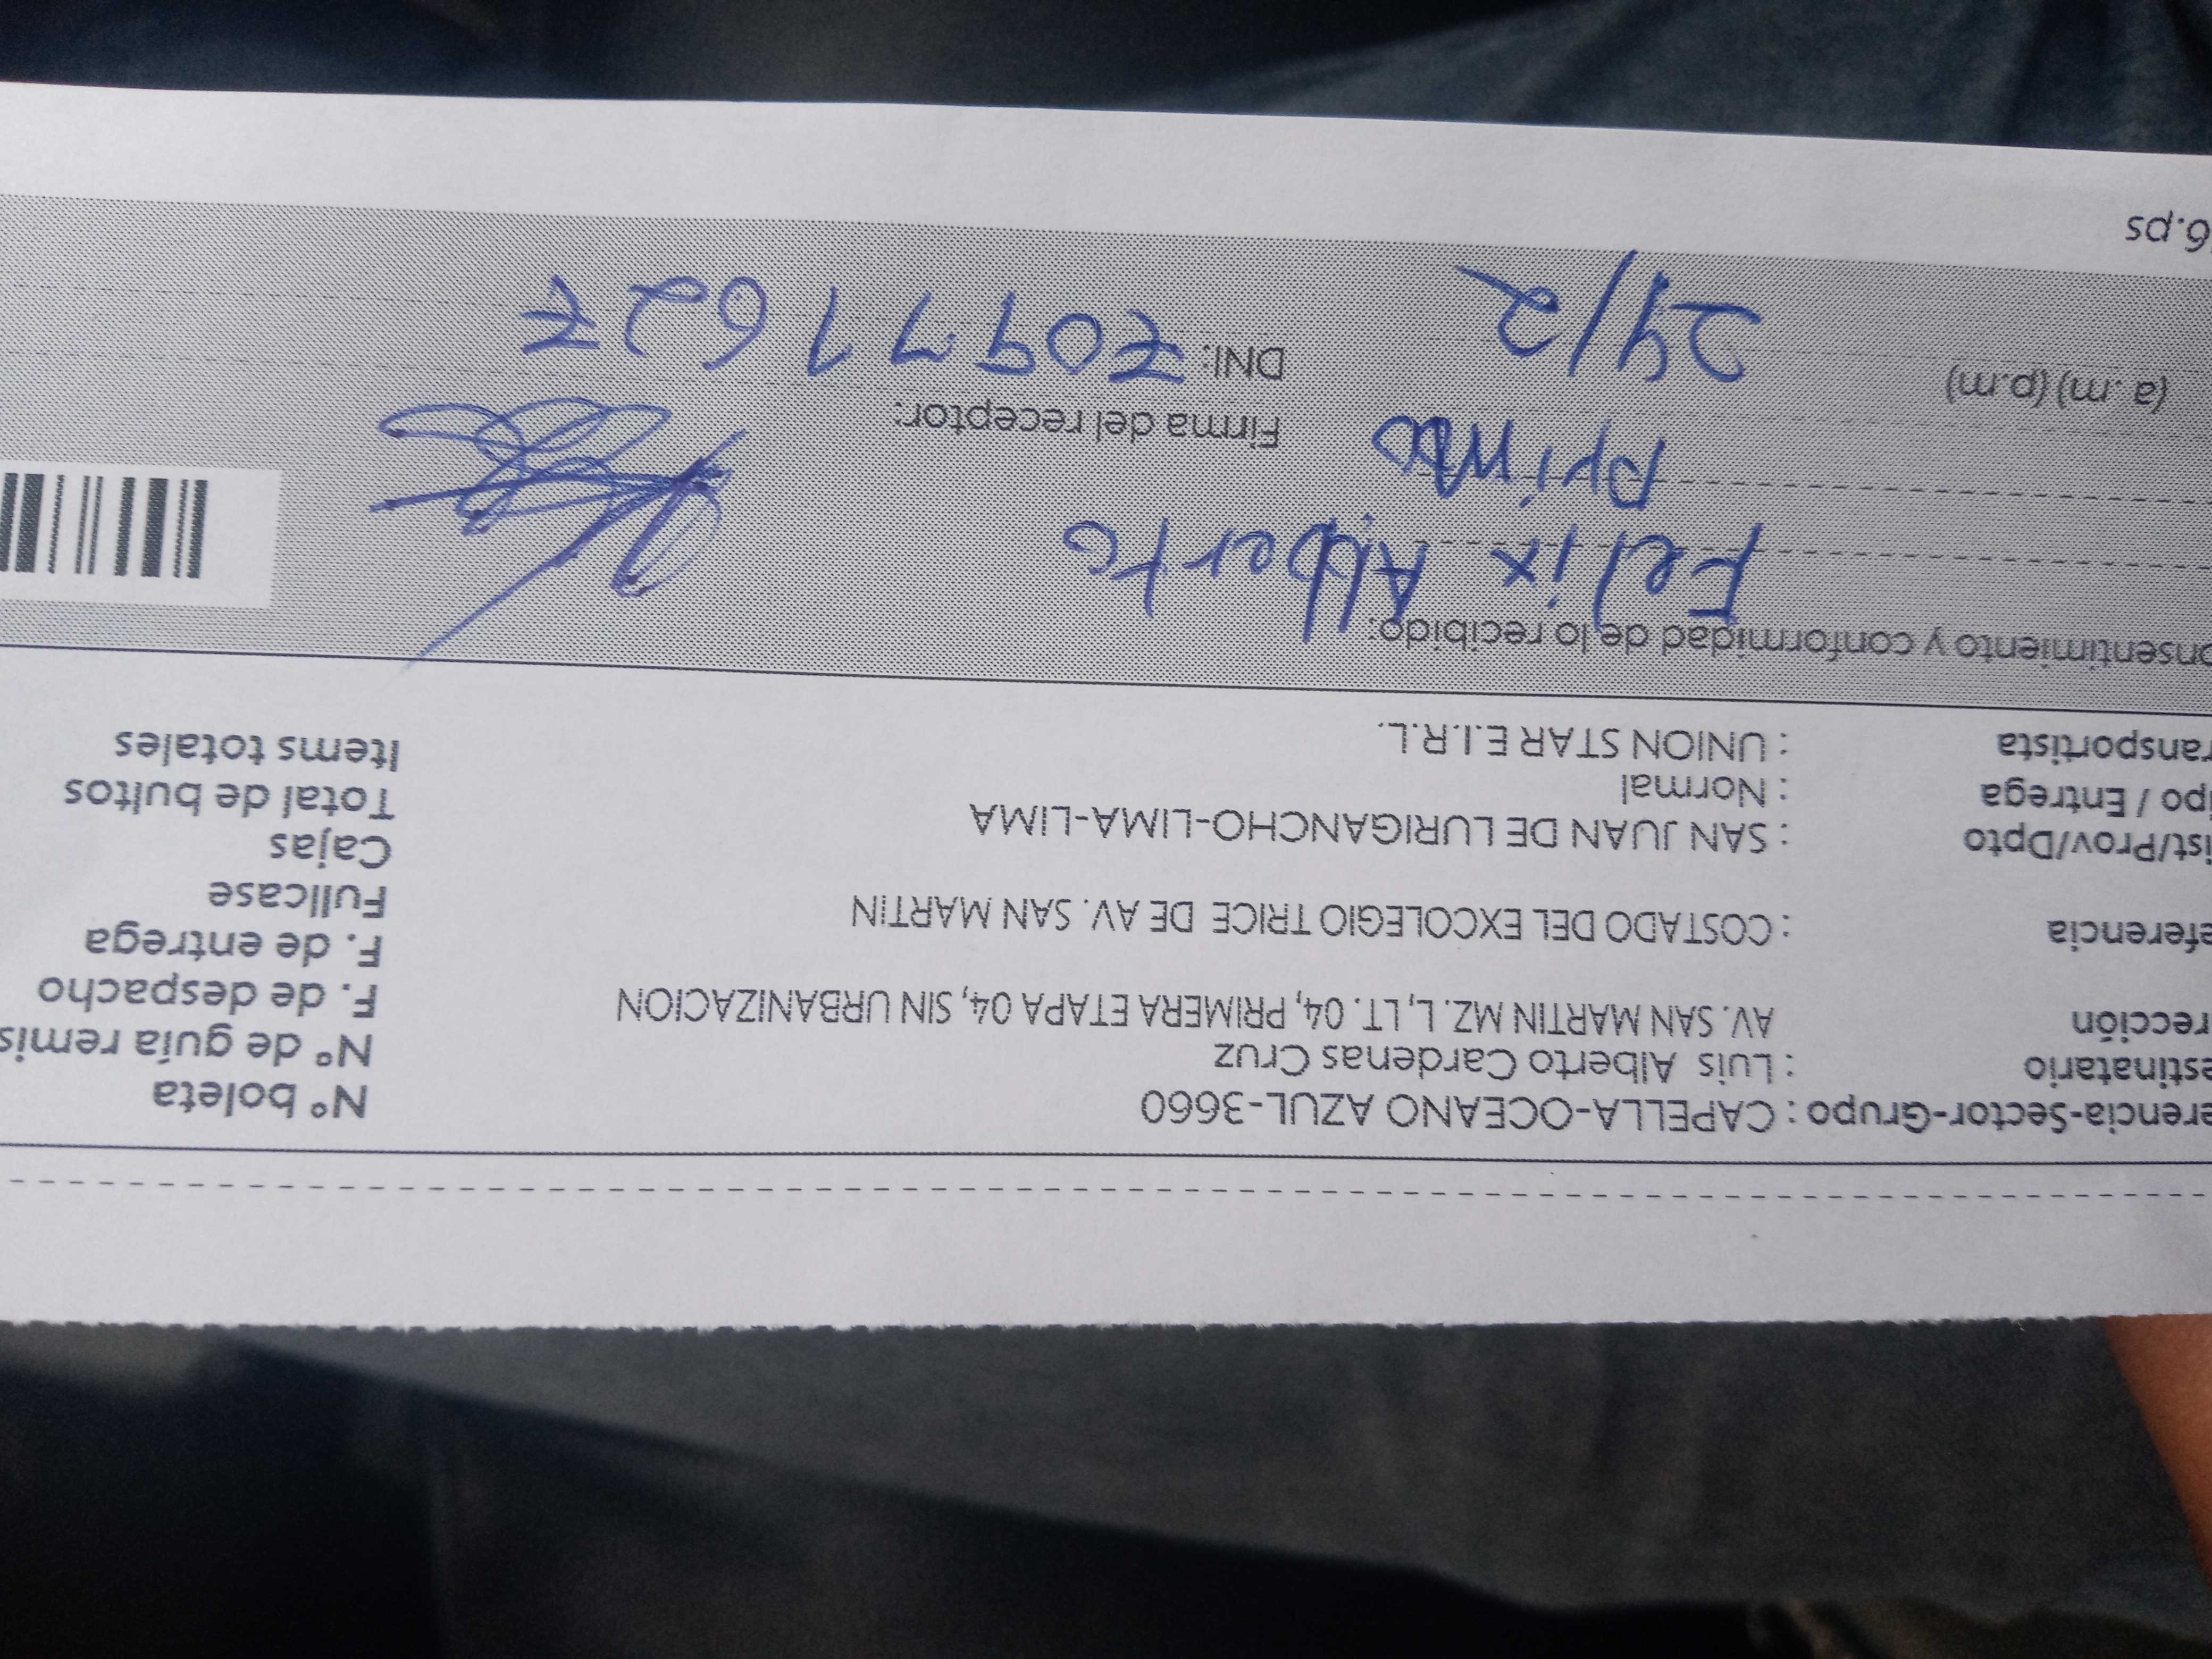 erencia-Sector-Grupo : CAPELLA-OCEANO AZUL-3660
Nº boleta
estinatario : Luis Alberto Cardenas Cruz
Nº de guía remis
rección AV. SAN MARTIN MZ. L, LT. 04, PRIMERA ETAPA 04, SIN URBANIZACION
F. de despacho
F. de entrega
eferencia : COSTADO DEL EXCOLEGIO TRICE DE AV. SAN MARTIN
Fullcase
ist/Prov/Dpto : SAN JUAN DE LURIGANCHO-LIMA-LIMA
Cajas
ipo / Entrega : Normal
Total de bultos
ransportista : UNION STAR E.I.R.L.
Items totales
onsentimiento y conformidad de lo recibido:
Felix Alberto
Firma del receptor:
(a.m) (p.m) 24/2
DNI: 70977627
6.ps